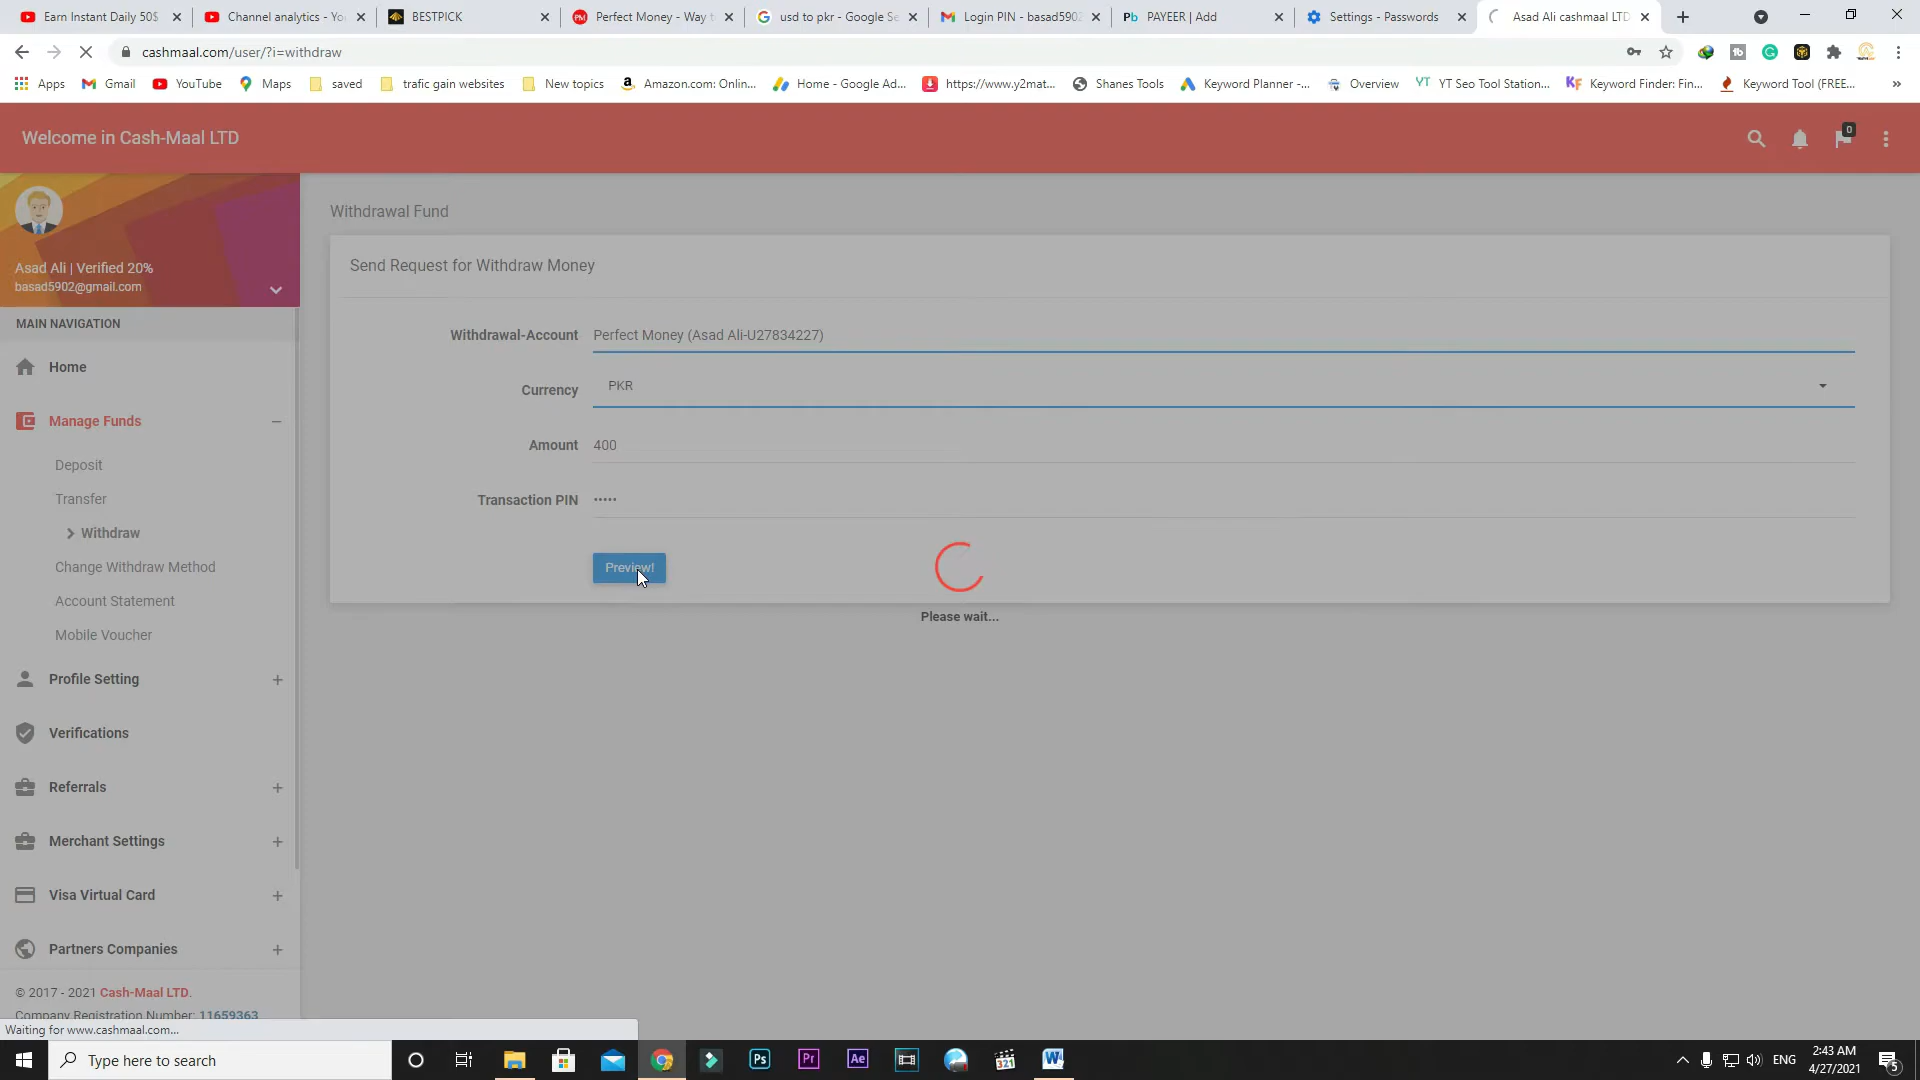 Earn Instant Daily 50$
Channel analytics - Yo
BESTPICK
Perfect Money - Way t
usd to pkr - Google Se
Login PIN - basad5902
PAYEER | Add
Settings - Passwords
Asad Ali cashmaal LTD
cashmaal.com/user/?i=withdraw
Apps
Gmail
YouTube
Maps
saved
trafic gain websites
New topics
Amazon.com: Onlin...
Home - Google Ad...
https://www.y2mat...
Shanes Tools
Keyword Planner -...
Overview
YT Seo Tool Station...
Keyword Finder: Fin...
Keyword Tool (FREE...
Welcome in Cash-Maal LTD
0
Asad Ali | Verified 20%
basad5902@gmail.com
MAIN NAVIGATION
Home
Manage Funds
Deposit
Transfer
Withdraw
Change Withdraw Method
Account Statement
Mobile Voucher
Profile Setting
Verifications
Referrals
Merchant Settings
Visa Virtual Card
Partners Companies
© 2017 - 2021 Cash-Maal LTD.
Company Registration Number: 11659363
Withdrawal Fund
Send Request for Withdraw Money
Withdrawal-Account Perfect Money (Asad Ali-U27834227)
Currency PKR
Amount 400
Transaction PIN •••••
Preview!
Please wait...
Waiting for www.cashmaal.com...
Type here to search
ENG
2:43 AM
4/27/2021
5